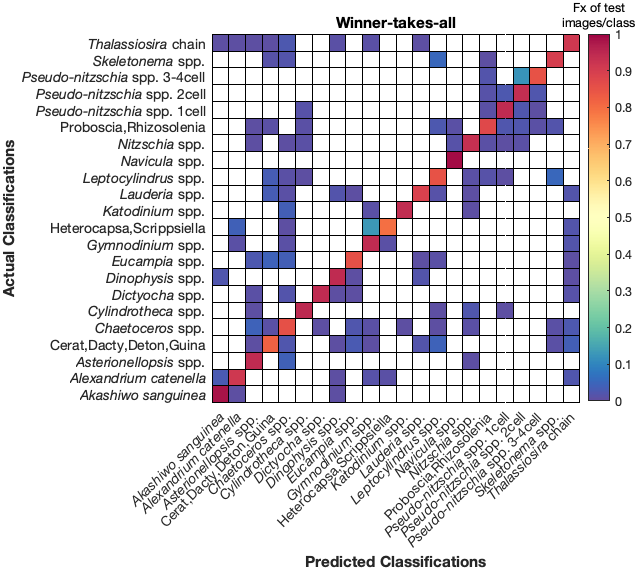 Fx of test
images/class
Winner-takes-all
Actual Classifications
Thalassiosira chain
Skeletonema spp.
Pseudo-nitzschia spp. 3-4cell
Pseudo-nitzschia spp. 2cell
Pseudo-nitzschia spp. 1cell
Proboscia,Rhizosolenia
Nitzschia spp.
Navicula spp.
Leptocylindrus spp.
Lauderia spp.
Katodinium spp.
Heterocapsa,Scrippsiella
Gymnodinium spp.
Eucampia spp.
Dinophysis spp.
Dictyocha spp.
Cylindrotheca spp.
Chaetoceros spp.
Cerat,Dacty,Deton,Guina
Asterionellopsis spp.
Alexandrium catenella
Akashiwo sanguinea
1
0.9
0.8
0.7
0.6
0.5
0.4
0.3
0.2
0.1
0
Akashiwo sanguinea
Alexandrium catenella
Asterionellopsis spp.
Cerat,Dacty,Deton,Guina
Chaetoceros spp.
Cylindrotheca spp.
Dictyocha spp.
Dinophysis spp.
Eucampia spp.
Gymnodinium spp.
Heterocapsa,Scrippsiella
Katodinium spp.
Lauderia spp.
Leptocylindrus spp.
Navicula spp.
Nitzschia spp.
Proboscia,Rhizosolenia
Pseudo-nitzschia spp. 1cell
Pseudo-nitzschia spp. 2cell
Pseudo-nitzschia spp. 3-4cell
Skeletonema spp.
Thalassiosira chain
Predicted Classifications